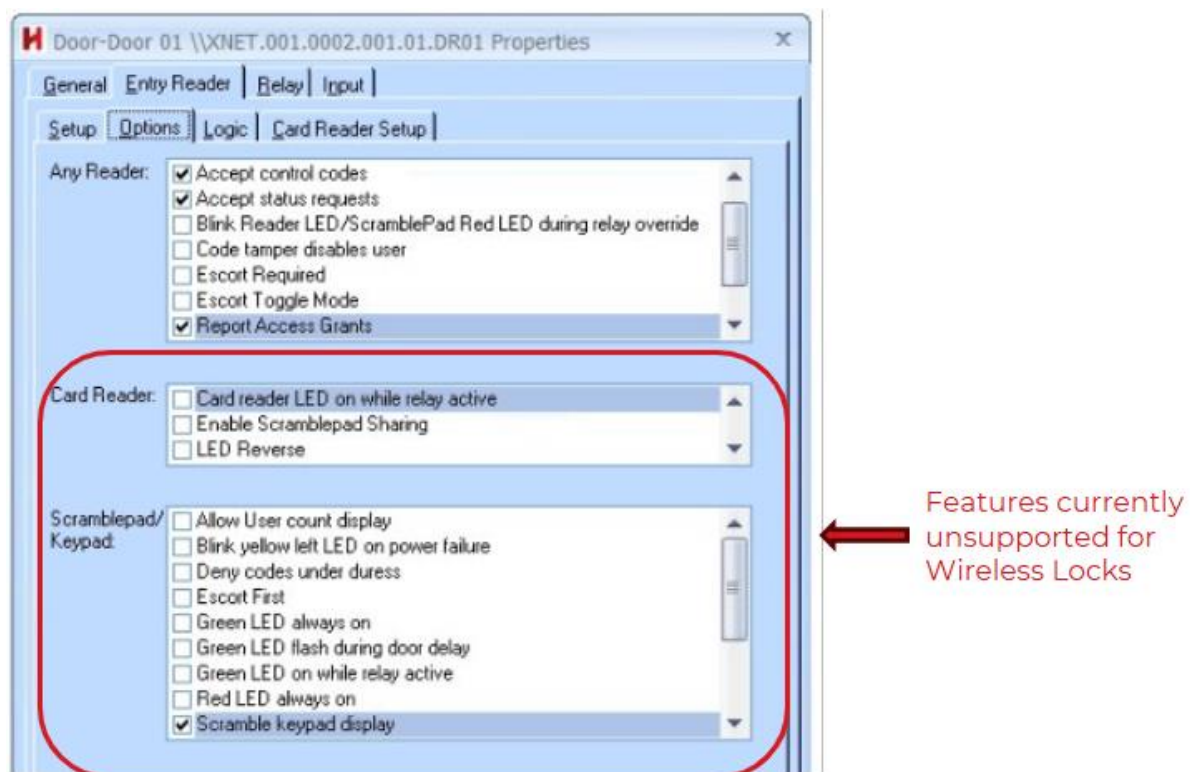 H Door-Door 01 \\XNET.001.0002.001.01.DR01 Properties x
General Entry Reader Relay Input
Setup Options Logic Card Reader Setup
Any Reader:
Accept control codes
Accept status requests
Blink Reader LED/ScramblePad Red LED during relay override
Code tamper disables user
Escort Required
Escort Toggle Mode
Report Access Grants
Card Reader:
Card reader LED on while relay active
Enable Scramblepad Sharing
LED Reverse
Scramblepad/
Keypad:
Allow User count display
Blink yellow left LED on power failure
Deny codes under duress
Escort First
Green LED always on
Green LED flash during door delay
Green LED on while relay active
Red LED always on
Scramble keypad display
Features currently
unsupported for
Wireless Locks